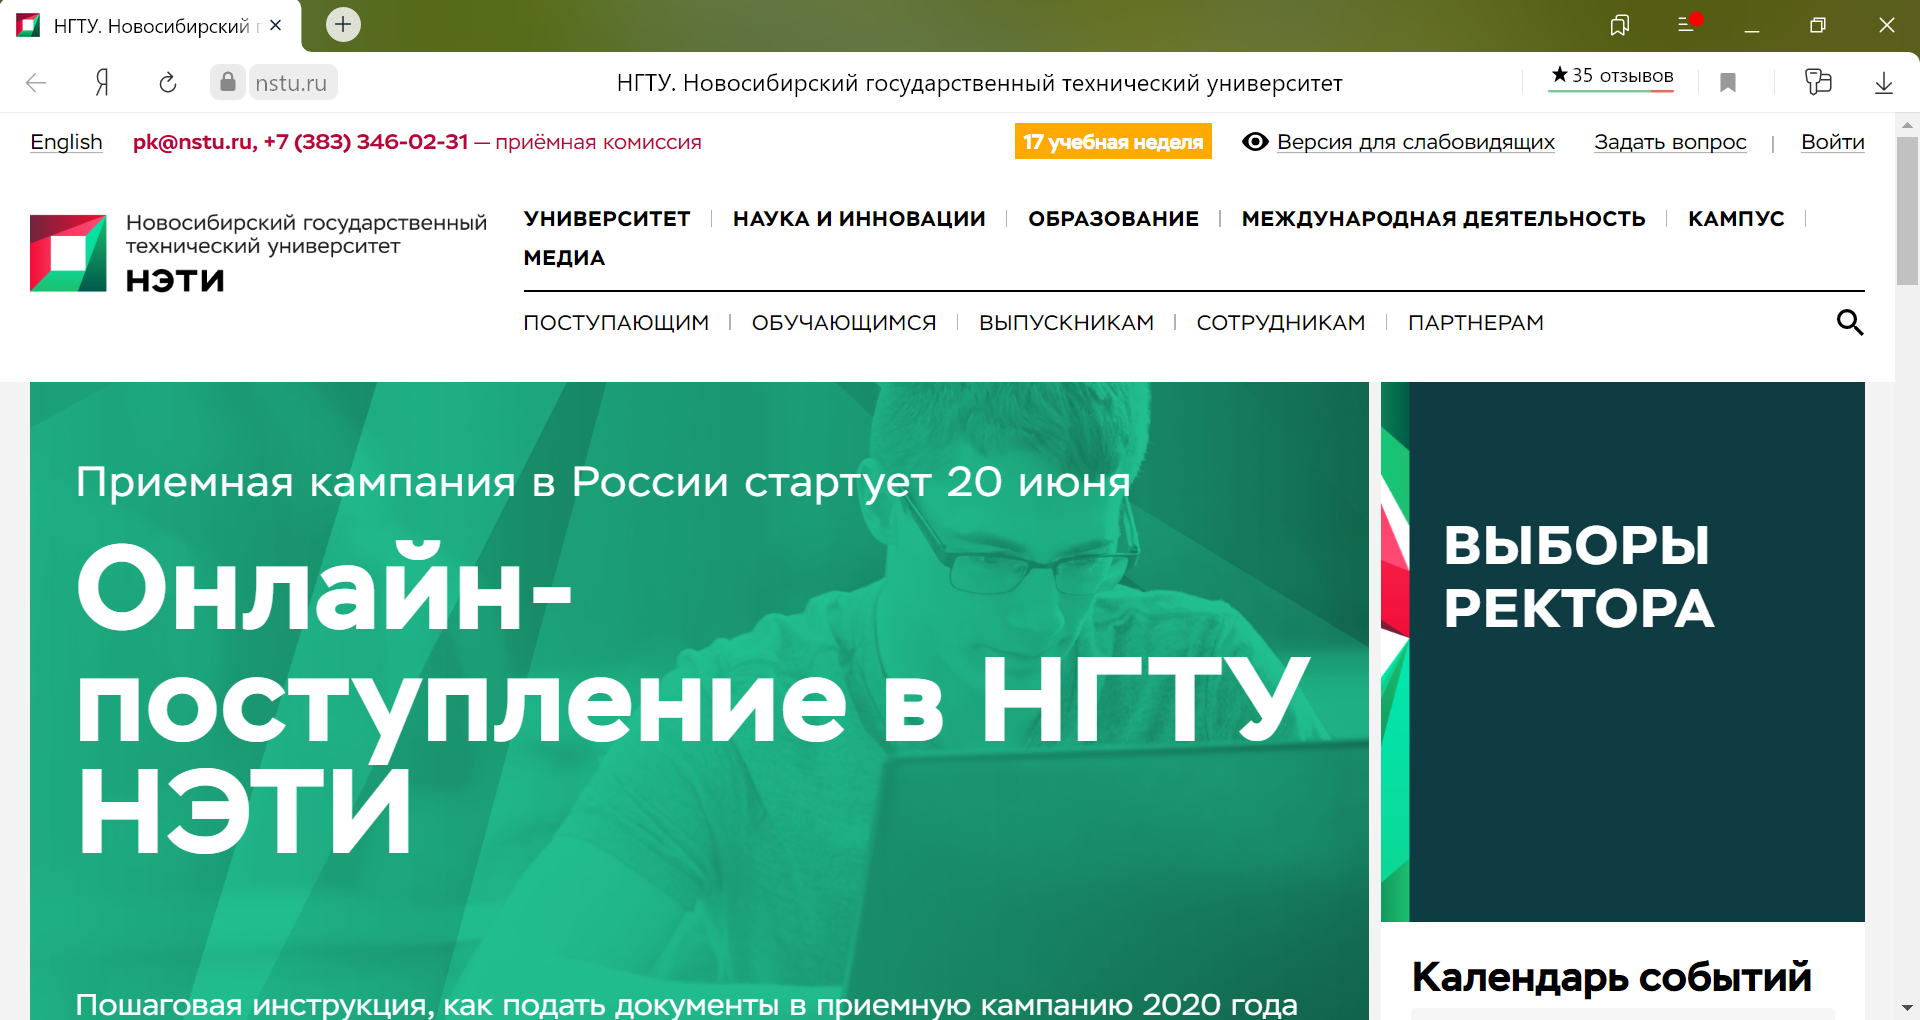 НГТУ. Новосибирский
nstu.ru
НГТУ. Новосибирский государственный технический университет
★35 отзывов
English
pk@nstu.ru, +7 (383) 346-02-31 — приёмная комиссия
17 учебная неделя
Версия для слабовидящих
Задать вопрос | Войти
Новосибирский государственный
технический университет
НЭТИ
УНИВЕРСИТЕТ | НАУКА И ИННОВАЦИИ | ОБРАЗОВАНИЕ | МЕЖДУНАРОДНАЯ ДЕЯТЕЛЬНОСТЬ | КАМПУС |
МЕДИА
ПОСТУПАЮЩИМ | ОБУЧАЮЩИМСЯ | ВЫПУСКНИКАМ | СОТРУДНИКАМ | ПАРТНЕРАМ
Приемная кампания в России стартует 20 июня
Онлайн-
поступление в НГТУ
НЭТИ
Пошаговая инструкция, как подать документы в приемную кампанию 2020 года
ВЫБОРЫ
РЕКТОРА
Календарь событий